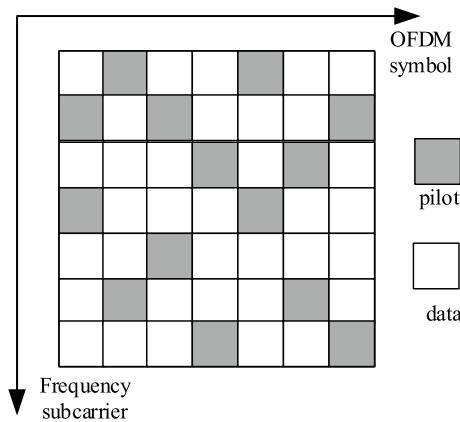 OFDM
symbol
pilot
data
Frequency
subcarrier